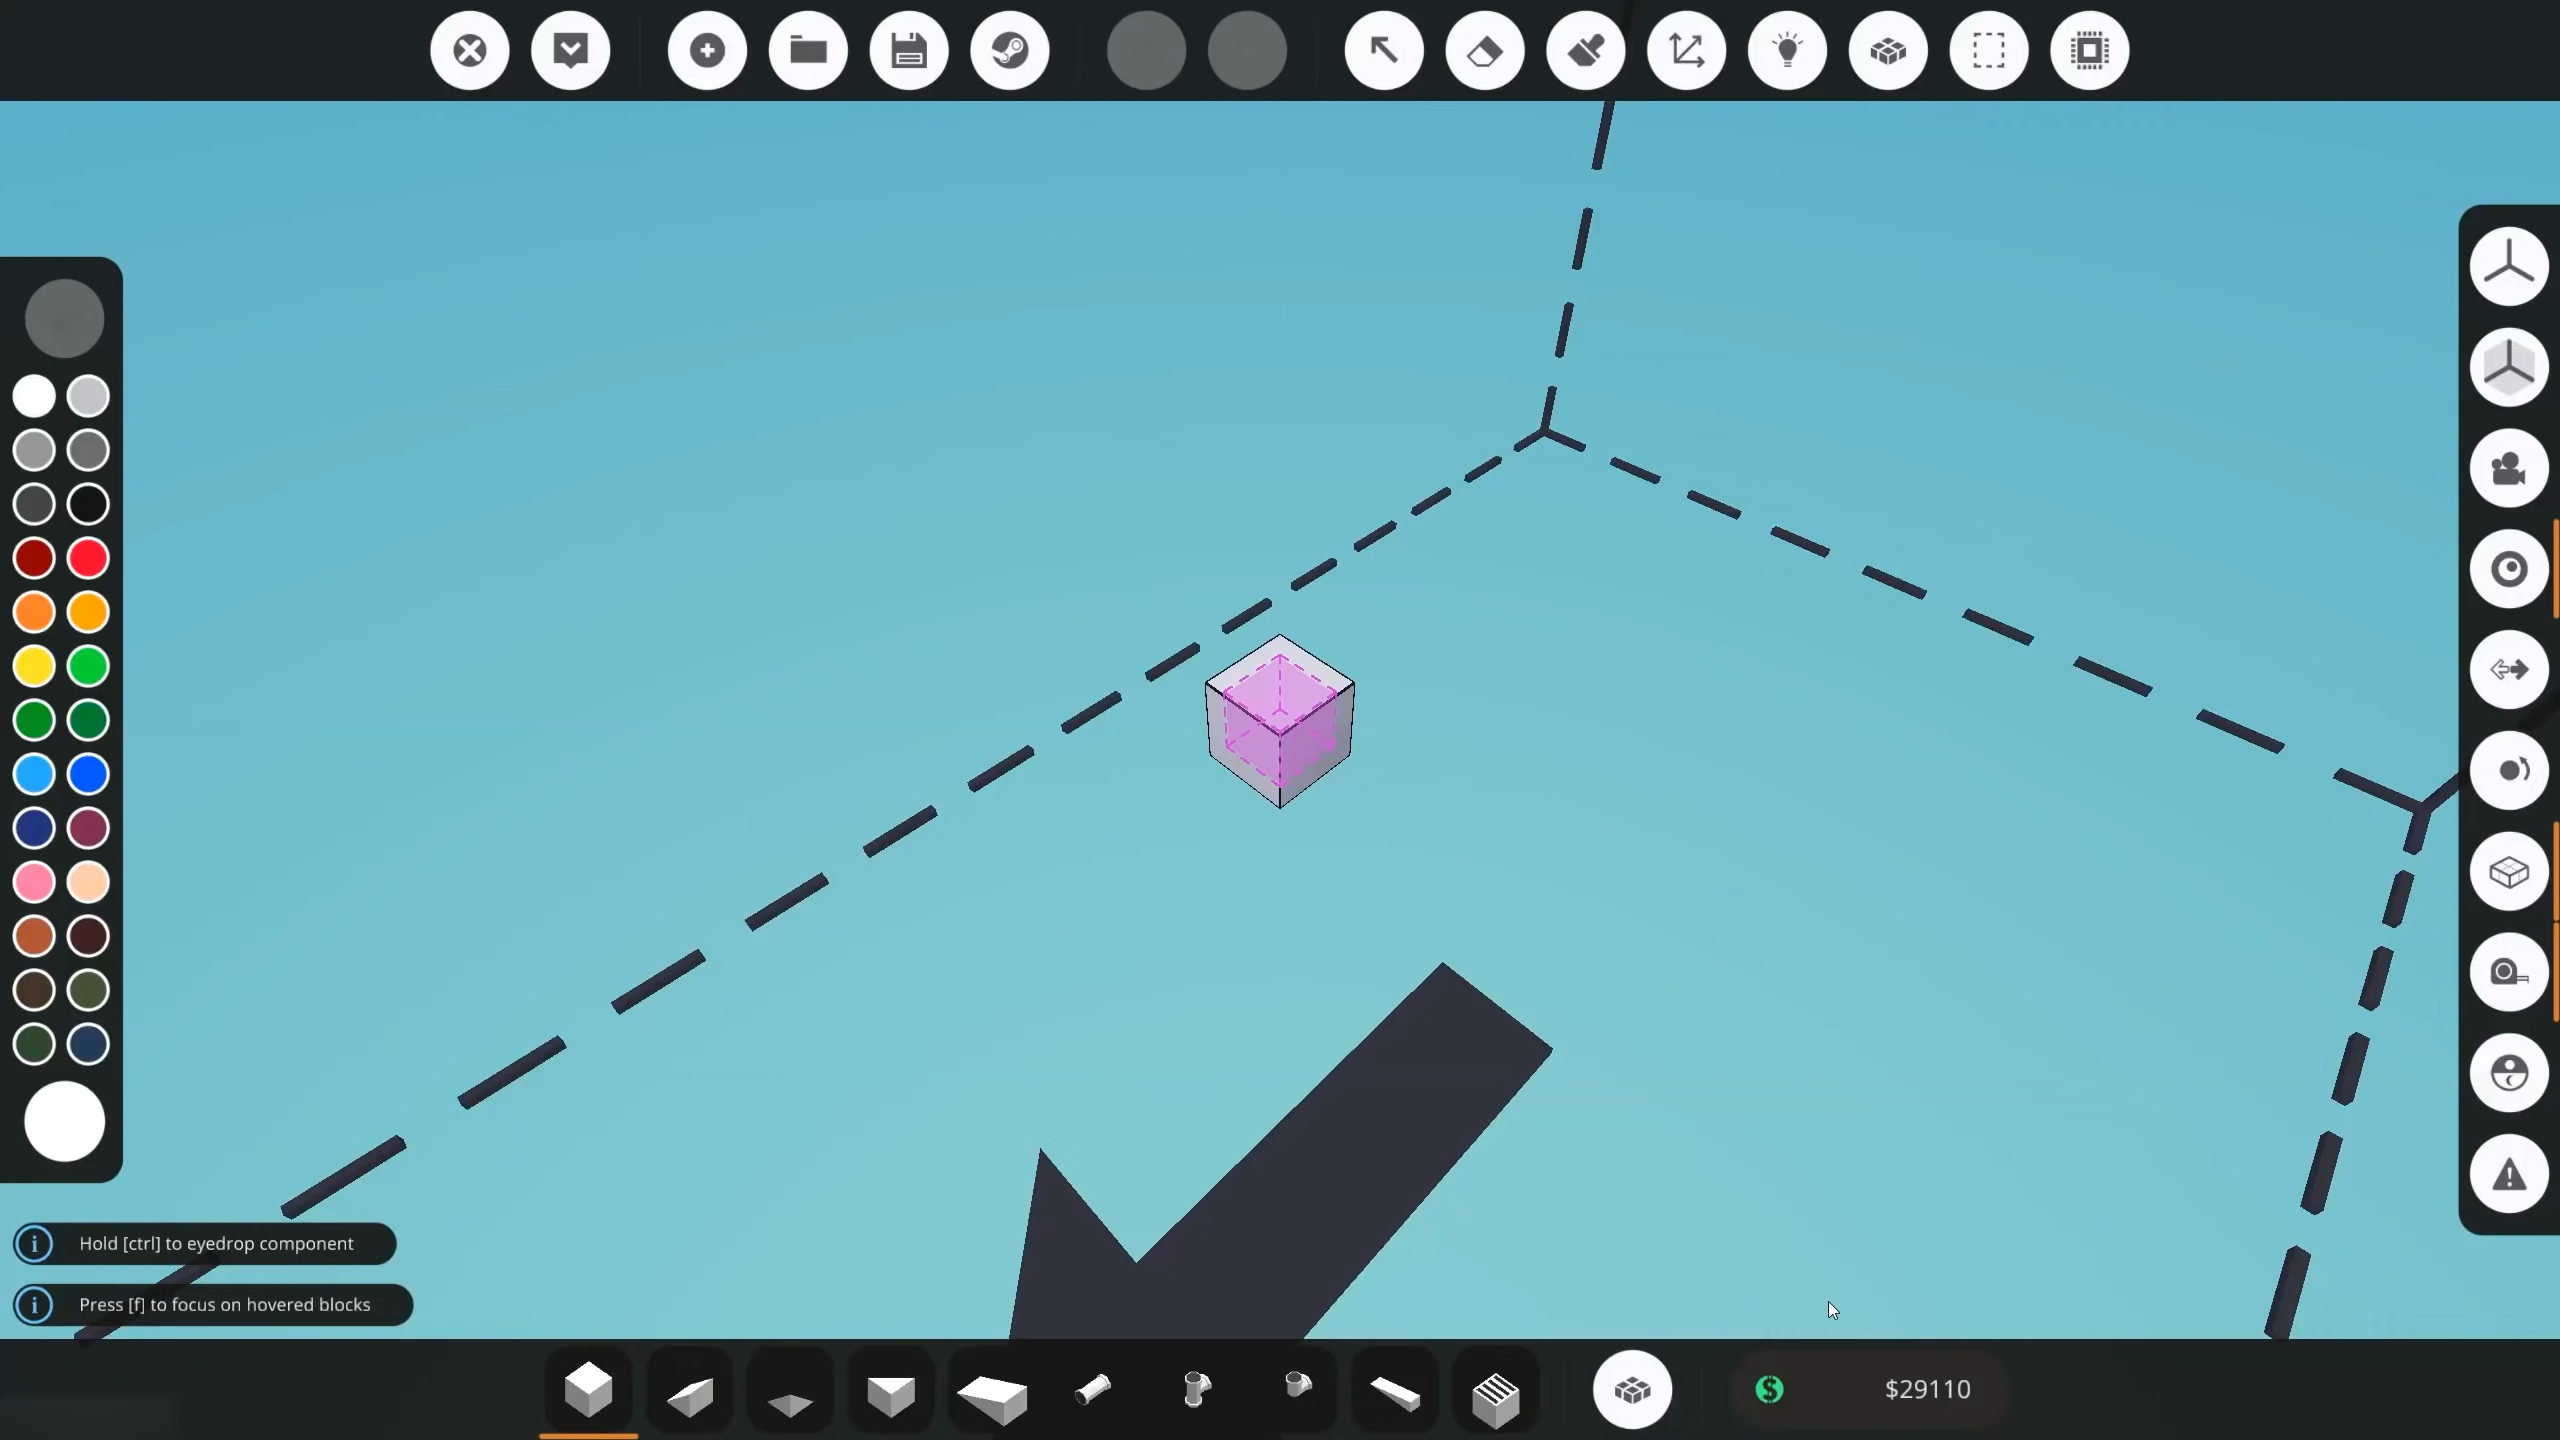 Hold [ctrl] to eyedrop component
Press [f] to focus on hovered blocks
$29110